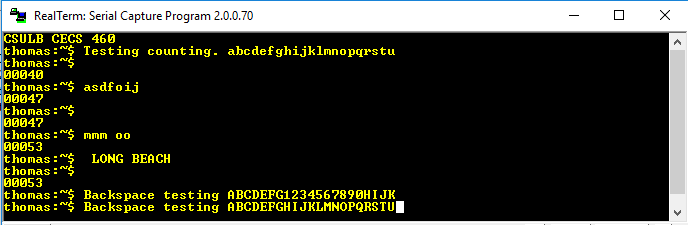 RealTerm: Serial Capture Program 2.0.0.70
CSULB CECS 460
thomas:~$ Testing counting. abcdefghijklmnopqrstu
thomas:~$
00040
thomas:~$ asdfoij
00047
thomas:~$
00047
thomas:~$ mmm oo
00053
thomas:~$  LONG BEACH
thomas:~$
00053
thomas:~$ Backspace testing ABCDEFG1234567890HIJK
thomas:~$ Backspace testing ABCDEFGHIJKLMNOPQRSTU